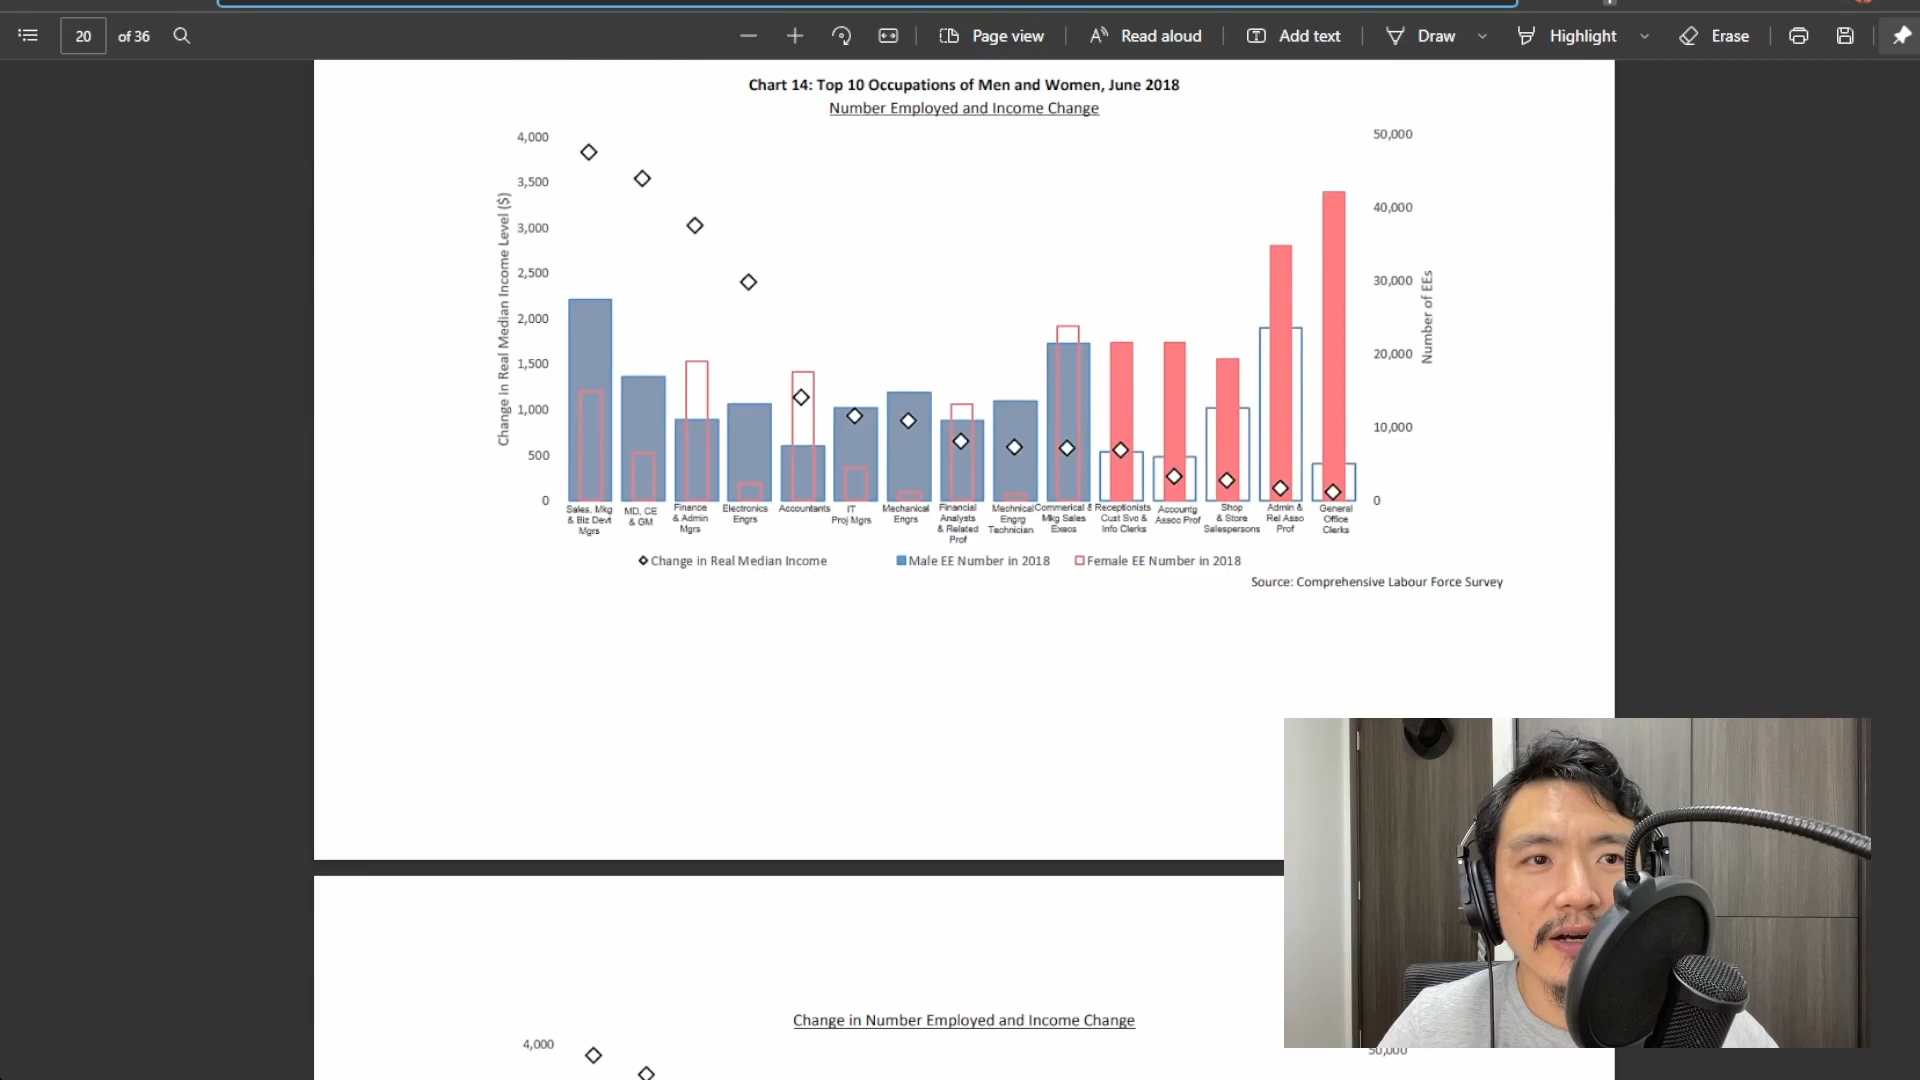 20 of 36 Page view Read aloud Add text Draw Highlight Erase
Chart 14: Top 10 Occupations of Men and Women, June 2018
Number Employed and Income Change
Change in Real Median Income Level ($)
4,000
3,500
3,000
2,500
2,000
1,500
1,000
500
0
50,000
40,000
30,000
20,000
10,000
0
Number of EEs
Sales, Mkg
& Biz Devt
Mgrs
MD, CE
& GM
Finance
& Admin
Mgrs
Electronics
Engrs
Accountants
IT
Proj Mgrs
Mechanical
Engrs
Financial
Analysts
& Related
Prof
Mechnical
Engrg
Technician
Commerical &
Mkg Sales
Execs
Receptionists
Cust Svo &
Info Clerks
Accountg
Assoc Prof
Shop
& Store
Salespersons
Admin &
Rel Asso
Prof
General
Office
Clerks
Change in Real Median Income Male EE Number in 2018 Female EE Number in 2018
Source: Comprehensive Labour Force Survey
Change in Number Employed and Income Change
4,000
50,000